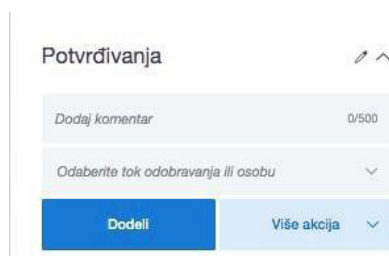 Potvrđivanja
Dodaj komentar 0/500
Odaberite tok odobravanja ili osobu
Dodeli Više akcija